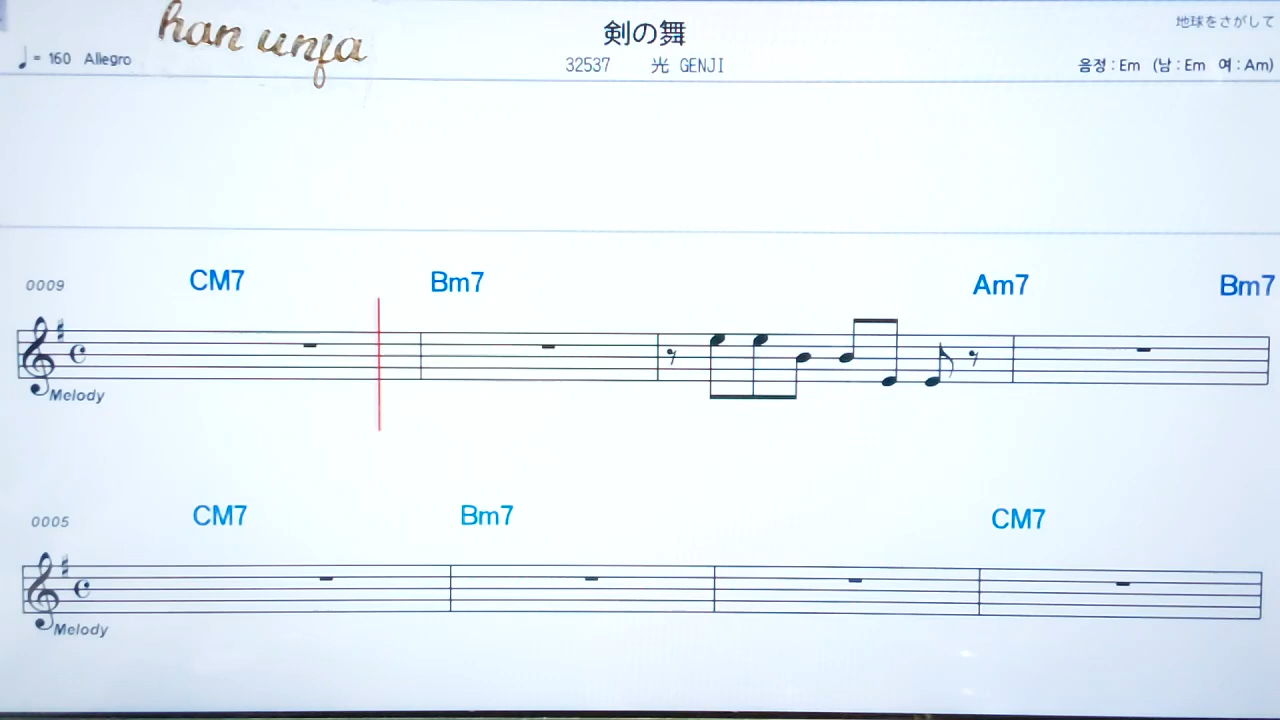 han unja
剣の舞
地球をさがして
♩= 160 Allegro
32537 光 GENJI
음정 : Em (남 : Em 여 : Am)
0009 CM7 Bm7 Am7 Bm7
Melody
0005 CM7 Bm7 CM7
Melody